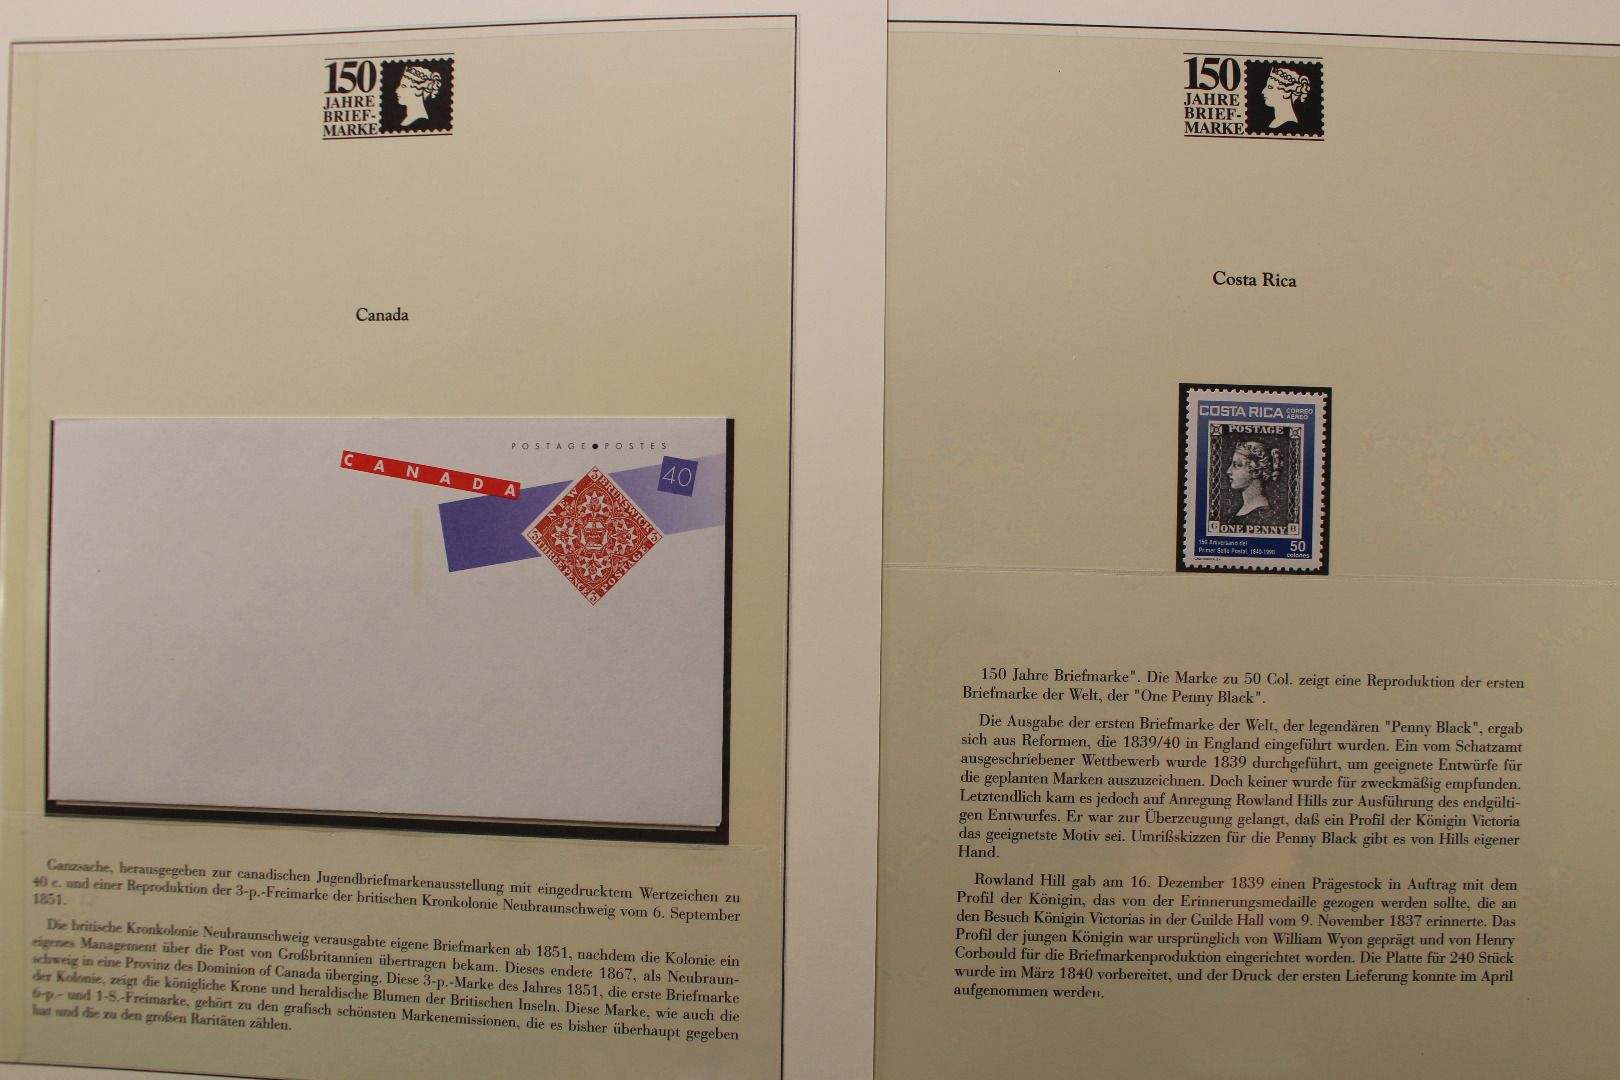 150
JAHRE
BRIEF-
MARKE
Canada
POSTAGE●POSTES
CANADA
40
3 NEW BRUNSWICK 3
3 THREE PENCE POSTAGE 3
Ganzsache, herausgegeben zur canadischen Jugendbriefmarkenausstellung mit eingedrucktem Wertzeichen zu
40 c. und einer Reproduktion der 3-p.-Freimarke der britischen Kronkolonie Neubraunschweig vom 6. September
1851.
Die britische Kronkolonie Neubraunschweig verausgabte eigene Briefmarken ab 1851, nachdem die Kolonie ein
eigenes Management über die Post von Großbritannien übertragen bekam. Dieses endete 1867, als Neubraun-
schweig in eine Provinz des Dominion of Canada überging. Diese 3-p.-Marke des Jahres 1851, die erste Briefmarke
der Kolonie, zeigt die königliche Krone und heraldische Blumen der Britischen Inseln. Diese Marke, wie auch die
6-p.- und 1-S.-Freimarke, gehört zu den grafisch schönsten Markenemissionen, die es bisher überhaupt gegeben
hat und die zu den großen Raritäten zählen.
150
JAHRE
BRIEF-
MARKE
Costa Rica
COSTA RICA CORREO
AEREO
POSTAGE
G ONE PENNY B
150 Aniversario del
Primer Sello Postal, 1840-1990
50
colones
150 Jahre Briefmarke". Die Marke zu 50 Col. zeigt eine Reproduktion der ersten
Briefmarke der Welt, der "One Penny Black".
Die Ausgabe der ersten Briefmarke der Welt, der legendären "Penny Black", ergab
sich aus Reformen, die 1839/40 in England eingeführt wurden. Ein vom Schatzamt
ausgeschriebener Wettbewerb wurde 1839 durchgeführt, um geeignete Entwürfe für
die geplanten Marken auszuzeichnen. Doch keiner wurde für zweckmäßig empfunden.
Letztendlich kam es jedoch auf Anregung Rowland Hills zur Ausführung des endgülti-
gen Entwurfes. Er war zur Überzeugung gelangt, daß ein Profil der Königin Victoria
das geeignetste Motiv sei. Umrißskizzen für die Penny Black gibt es von Hills eigener
Hand.
Rowland Hill gab am 16. Dezember 1839 einen Prägestock in Auftrag mit dem
Profil der Königin, das von der Erinnerungsmedaille gezogen werden sollte, die an
den Besuch Königin Victorias in der Guilde Hall vom 9. November 1837 erinnerte. Das
Profil der jungen Königin war ursprünglich von William Wyon geprägt und von Henry
Corbould für die Briefmarkenproduktion eingerichtet worden. Die Platte für 240 Stück
wurde im März 1840 vorbereitet, und der Druck der ersten Lieferung konnte im April
aufgenommen werden.